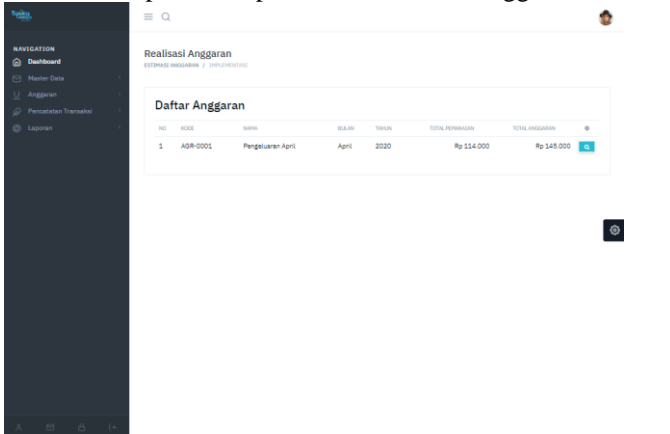 NAVIGATION
Dashboard
Master Data
Anggaran
Pencatatan Transaksi
Laporan
Realisasi Anggaran
ESTIMASI ANGGARAN / IMPLEMENTASI
Daftar Anggaran
NO KODE NAMA BULAN TAHUN TOTAL PEMAKAIAN TOTAL ANGGARAN
1 AGR-0001 Pengeluaran April April 2020 Rp 114.000 Rp 145.000